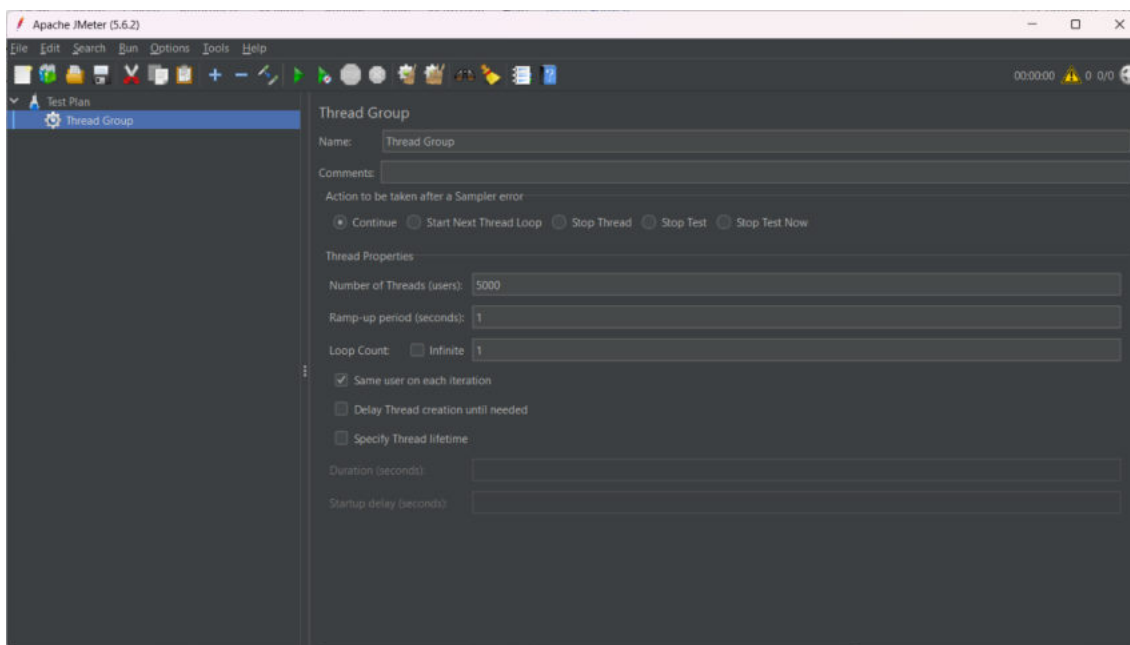 Apache JMeter (5.6.2)
File Edit Search Run Options Tools Help
00:00:00 0 0/0
Test Plan
Thread Group
Thread Group
Name: Thread Group
Comments:
Action to be taken after a Sampler error
Continue Start Next Thread Loop Stop Thread Stop Test Stop Test Now
Thread Properties
Number of Threads (users): 5000
Ramp-up period (seconds): 1
Loop Count: Infinite 1
Same user on each iteration
Delay Thread creation until needed
Specify Thread lifetime
Duration (seconds):
Startup delay (seconds):